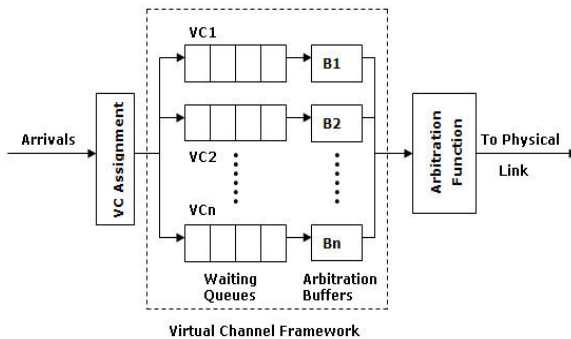 VC1
B1
Arrivals
VC Assignment
VC2
B2
Arbitration
Function
To Physical
Link
VCn
Bn
Waiting
Queues
Arbitration
Buffers
Virtual Channel Framework